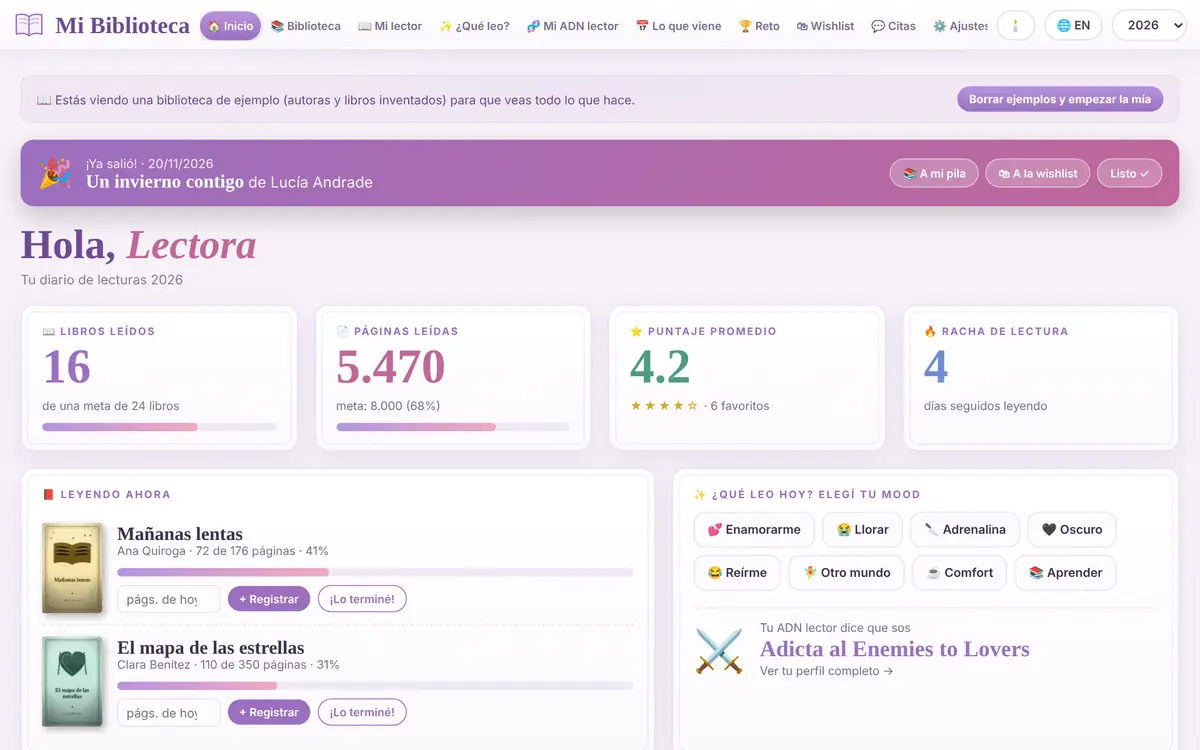 Mi Biblioteca
Inicio
Biblioteca
Mi lector
¿Qué leo?
Mi ADN lector
Lo que viene
Reto
Wishlist
Citas
Ajustes
EN
2026
Estás viendo una biblioteca de ejemplo (autoras y libros inventados) para que veas todo lo que hace.
Borrar ejemplos y empezar la mía
¡Ya salió! · 20/11/2026
Un invierno contigo de Lucía Andrade
A mi pila
A la wishlist
Listo ✓
Hola, Lectora
Tu diario de lecturas 2026
LIBROS LEÍDOS
16
de una meta de 24 libros
PÁGINAS LEÍDAS
5.470
meta: 8.000 (68%)
PUNTAJE PROMEDIO
4.2
★ ★ ★ ★ ☆ · 6 favoritos
RACHA DE LECTURA
4
días seguidos leyendo
LEYENDO AHORA
Mañanas lentas
Mañanas lentas
Ana Quiroga · 72 de 176 páginas · 41%
págs. de hoy
+ Registrar
¡Lo terminé!
El mapa de las estrellas
El mapa de las estrellas
Clara Benítez · 110 de 350 páginas · 31%
págs. de hoy
+ Registrar
¡Lo terminé!
¿QUÉ LEO HOY? ELEGÍ TU MOOD
Enamorarme
Llorar
Adrenalina
Oscuro
Reírme
Otro mundo
Comfort
Aprender
Tu ADN lector dice que sos
Adicta al Enemies to Lovers
Ver tu perfil completo →